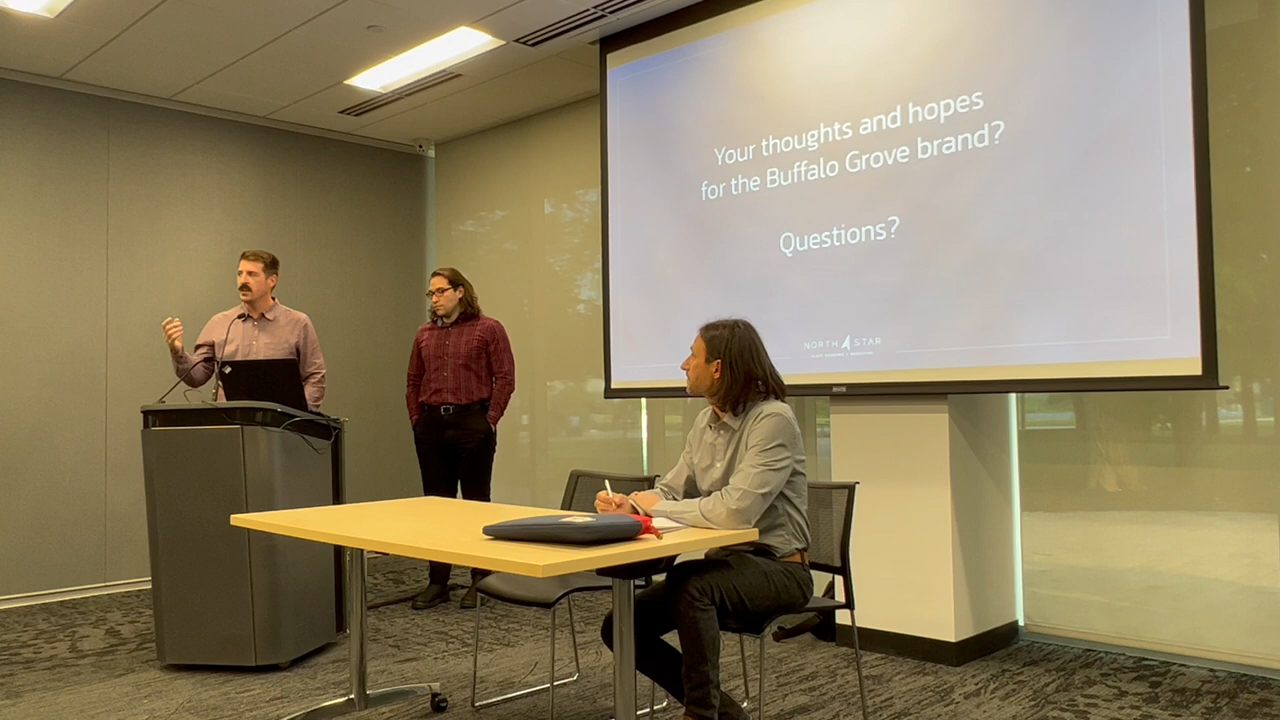 Your thoughts and hopes
for the Buffalo Grove brand?
Questions?
NORTH STAR